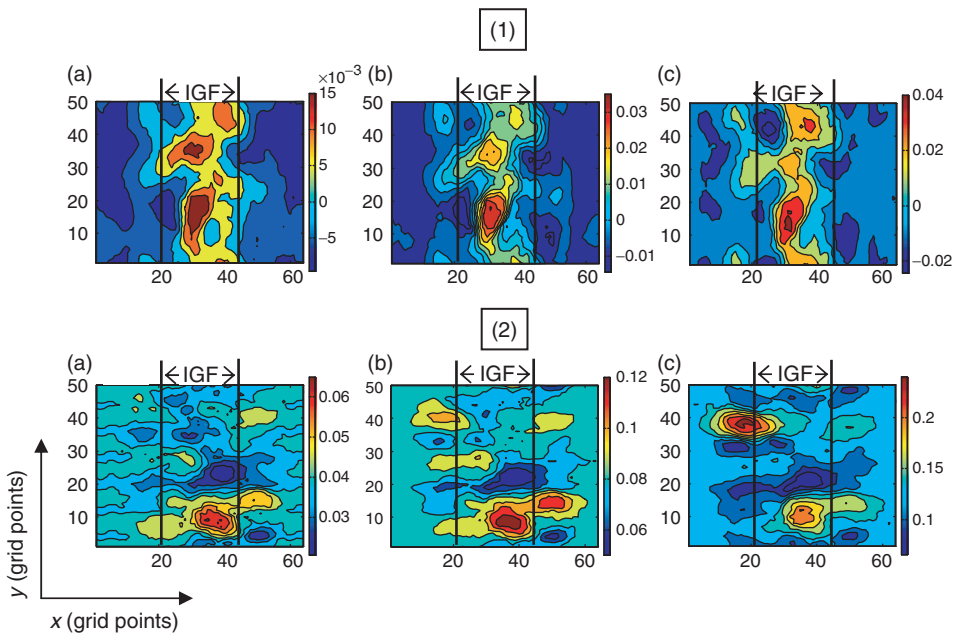 (1)
(a) (b) (c)
×10⁻³
IGF IGF IGF
50 15 50 0.03 50 0.04
40 10 40 40
30 5 30 0.02 30 0.02
20 0 20 0.01 20 0
10 −5 10 0 10
−0.01 −0.02
20 40 60 20 40 60 20 40 60
(2)
(a) (b) (c)
IGF IGF IGF
50 0.06 50 0.12 50
40 0.05 40 0.1 40 0.2
30 30 30 0.15
20 0.04 20 0.08 20
10 0.03 10 0.06 10 0.1
20 40 60 20 40 60 20 40 60
y (grid points)
x (grid points)